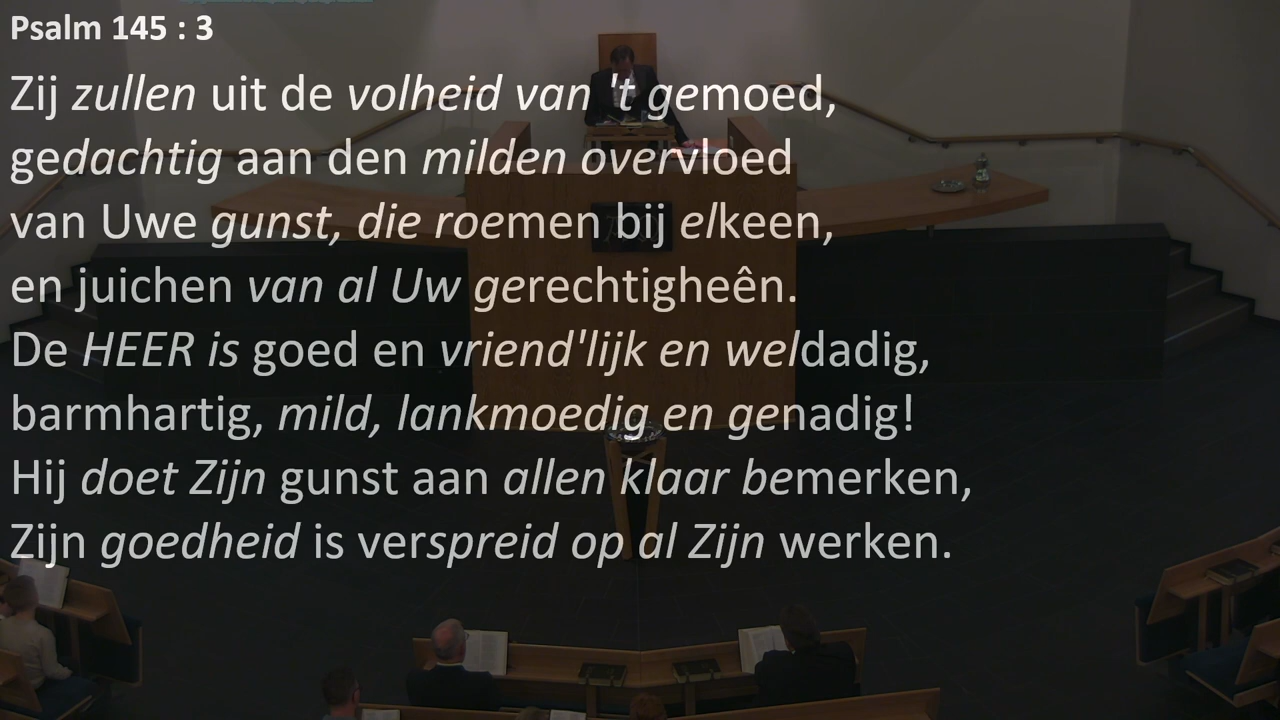 Psalm 145 : 3
Zij zullen uit de volheid van 't gemoed,
gedachtig aan den milden overvloed
van Uwe gunst, die roemen bij elkeen,
en juichen van al Uw gerechtigheên.
De HEER is goed en vriend'lijk en weldadig,
barmhartig, mild, lankmoedig en genadig!
Hij doet Zijn gunst aan allen klaar bemerken,
Zijn goedheid is verspreid op al Zijn werken.